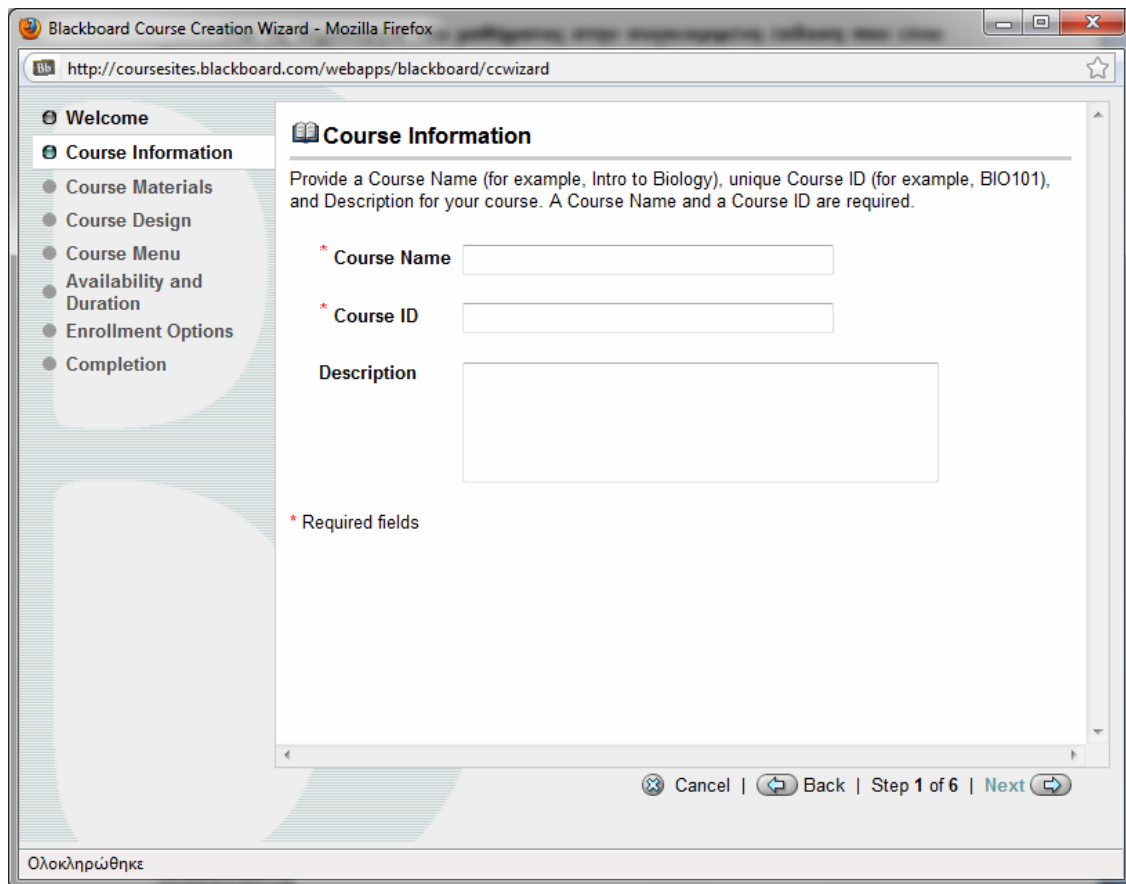 Blackboard Course Creation Wizard - Mozilla Firefox
Bb http://coursesites.blackboard.com/webapps/blackboard/ccwizard
Welcome
Course Information
Course Materials
Course Design
Course Menu
Availability and
Duration
Enrollment Options
Completion
Course Information
Provide a Course Name (for example, Intro to Biology), unique Course ID (for example, BIO101),
and Description for your course. A Course Name and a Course ID are required.
* Course Name
* Course ID
Description
* Required fields
Cancel | Back | Step 1 of 6 | Next
Ολοκληρώθηκε